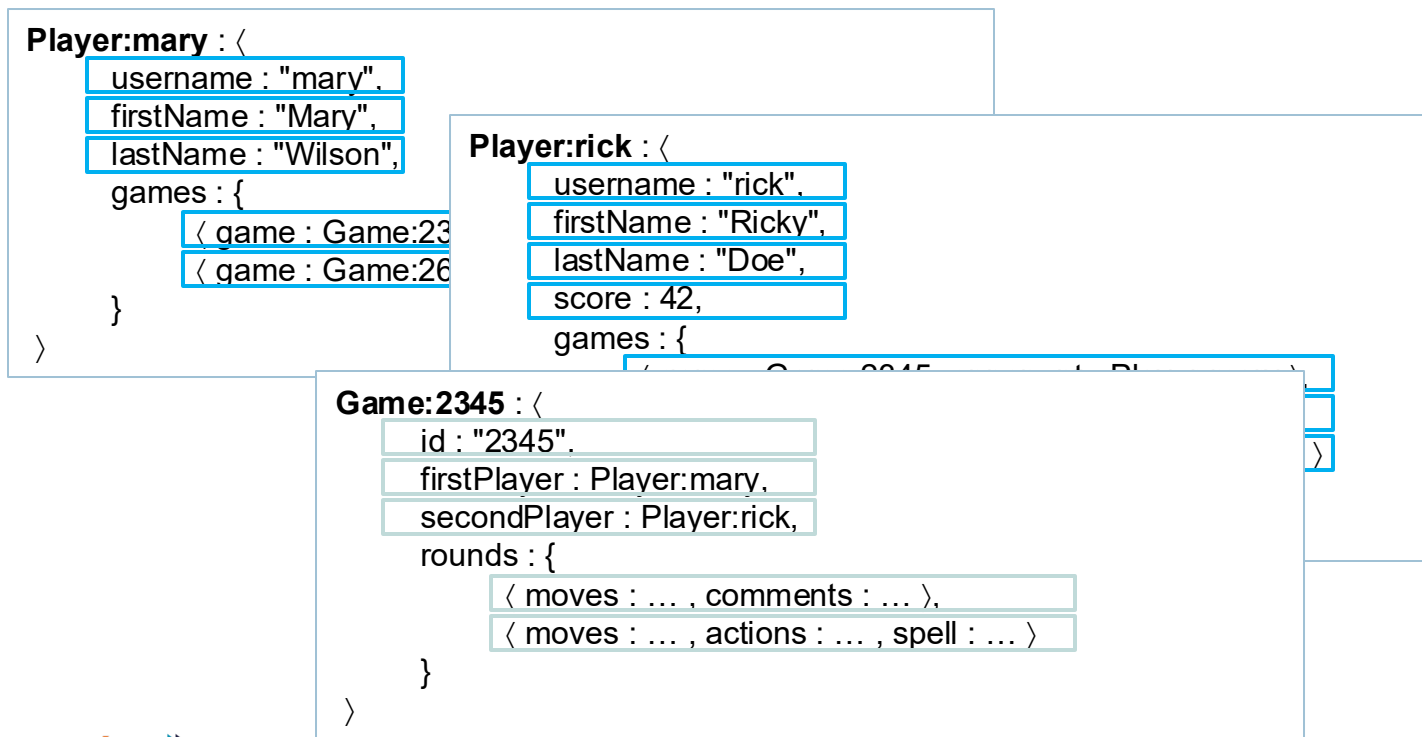 Player:mary : ⟨
username : "mary",
firstName : "Mary",
lastName : "Wilson",
games : {
⟨ game : Game:23
⟨ game : Game:26
}
⟩
Player:rick : ⟨
username : "rick",
firstName : "Ricky",
lastName : "Doe",
score : 42,
games : {
⟩
Game:2345 : ⟨
id : "2345",
firstPlayer : Player:mary,
secondPlayer : Player:rick,
rounds : {
⟨ moves : … , comments : … ⟩,
⟨ moves : … , actions : … , spell : … ⟩
}
⟩